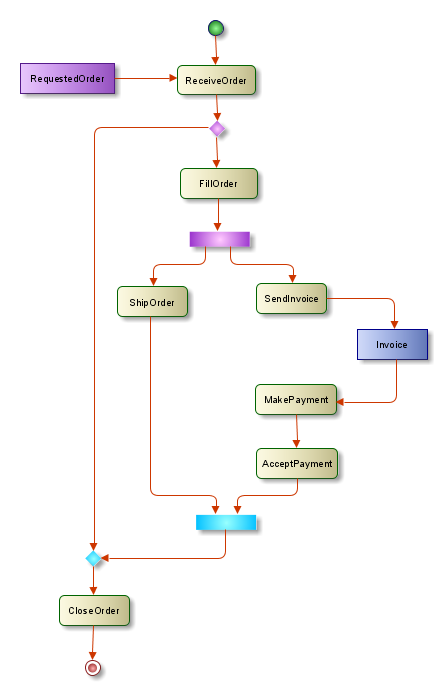 RequestedOrder
ReceiveOrder
FillOrder
ShipOrder
SendInvoice
Invoice
MakePayment
AcceptPayment
CloseOrder